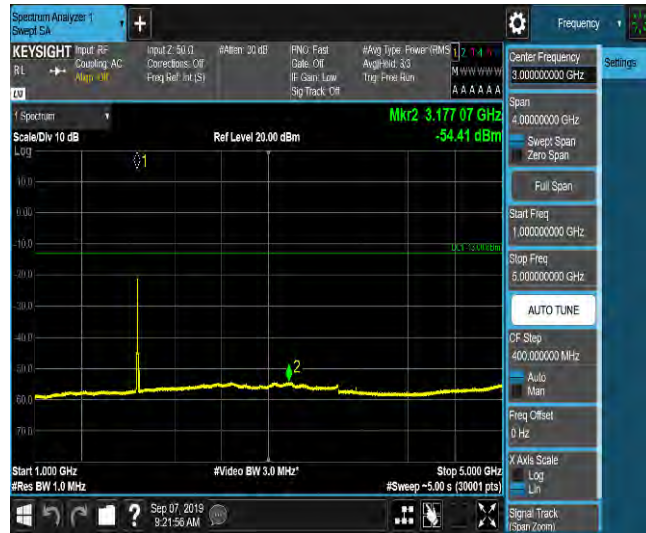 Spectrum Analyzer 1
Swept SA
+
Frequency
KEYSIGHT Input: RF
RL
Coupling: AC
Align: Off
LXI
Input Z: 50 Ω
Corrections: Off
Freq Ref: Int (S)
#Atten: 30 dB
PNO: Fast
Gate: Off
IF Gain: Low
Sig Track: Off
#Avg Type: Power (RMS
Avg|Hold: 3/3
Trig: Free Run
M W W W W W
A A A A A A
Settings
Center Frequency
3.000000000 GHz
Span
4.00000000 GHz
Swept Span
Zero Span
Full Span
Start Freq
1.000000000 GHz
Stop Freq
5.000000000 GHz
AUTO TUNE
CF Step
400.000000 MHz
Auto
Man
Freq Offset
0 Hz
X Axis Scale
Log
Lin
Signal Track
(Span Zoom)
1 Spectrum
Scale/Div 10 dB
Log
Ref Level 20.00 dBm
Mkr2 3.177 07 GHz
-54.41 dBm
1
10.0
0.00
-10.0
DL1 -13.00 dBm
-20.0
-30.0
-40.0
-50.0
2
-60.0
-70.0
Start 1.000 GHz
#Video BW 3.0 MHz*
Stop 5.000 GHz
#Res BW 1.0 MHz
#Sweep ~5.00 s (30001 pts)
?
Sep 07, 2019
9:21:56 AM